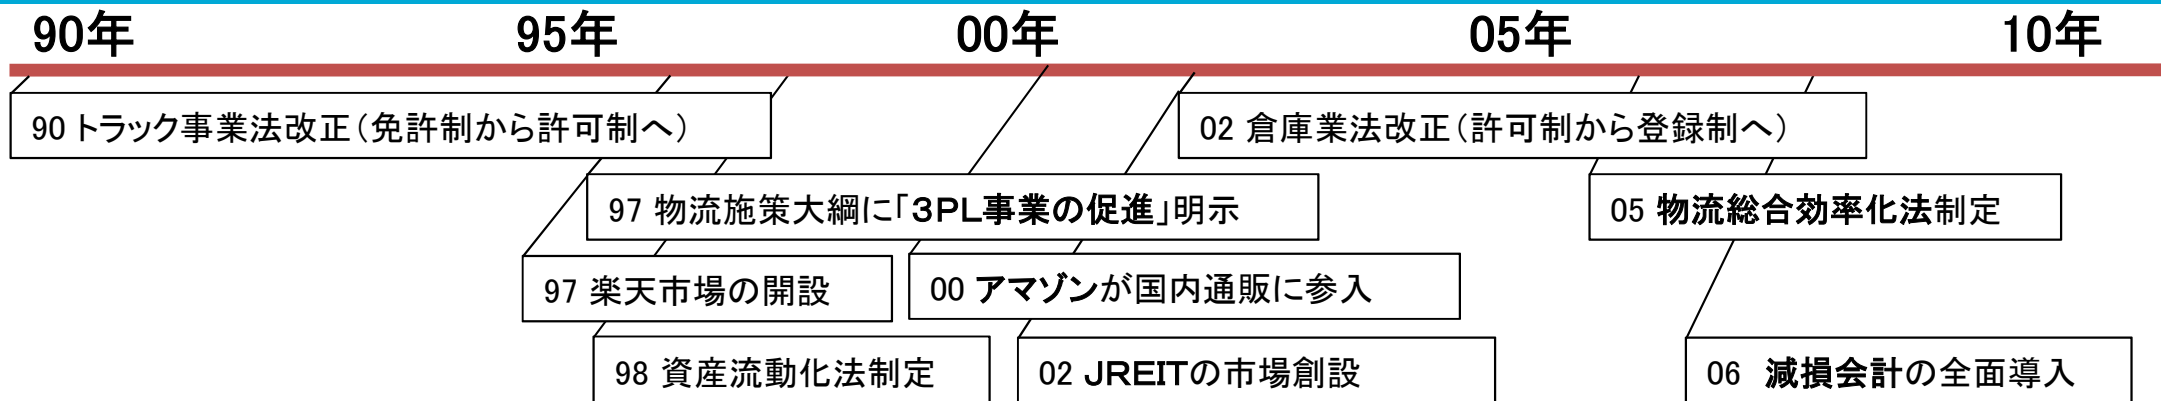 90年 95年 00年 05年 10年
90 トラック事業法改正（免許制から許可制へ）
02 倉庫業法改正（許可制から登録制へ）
97 物流施策大綱に「３ＰＬ事業の促進」明示
05 物流総合効率化法制定
97 楽天市場の開設
00 アマゾンが国内通販に参入
98 資産流動化法制定
02 ＪREITの市場創設
06 減損会計の全面導入